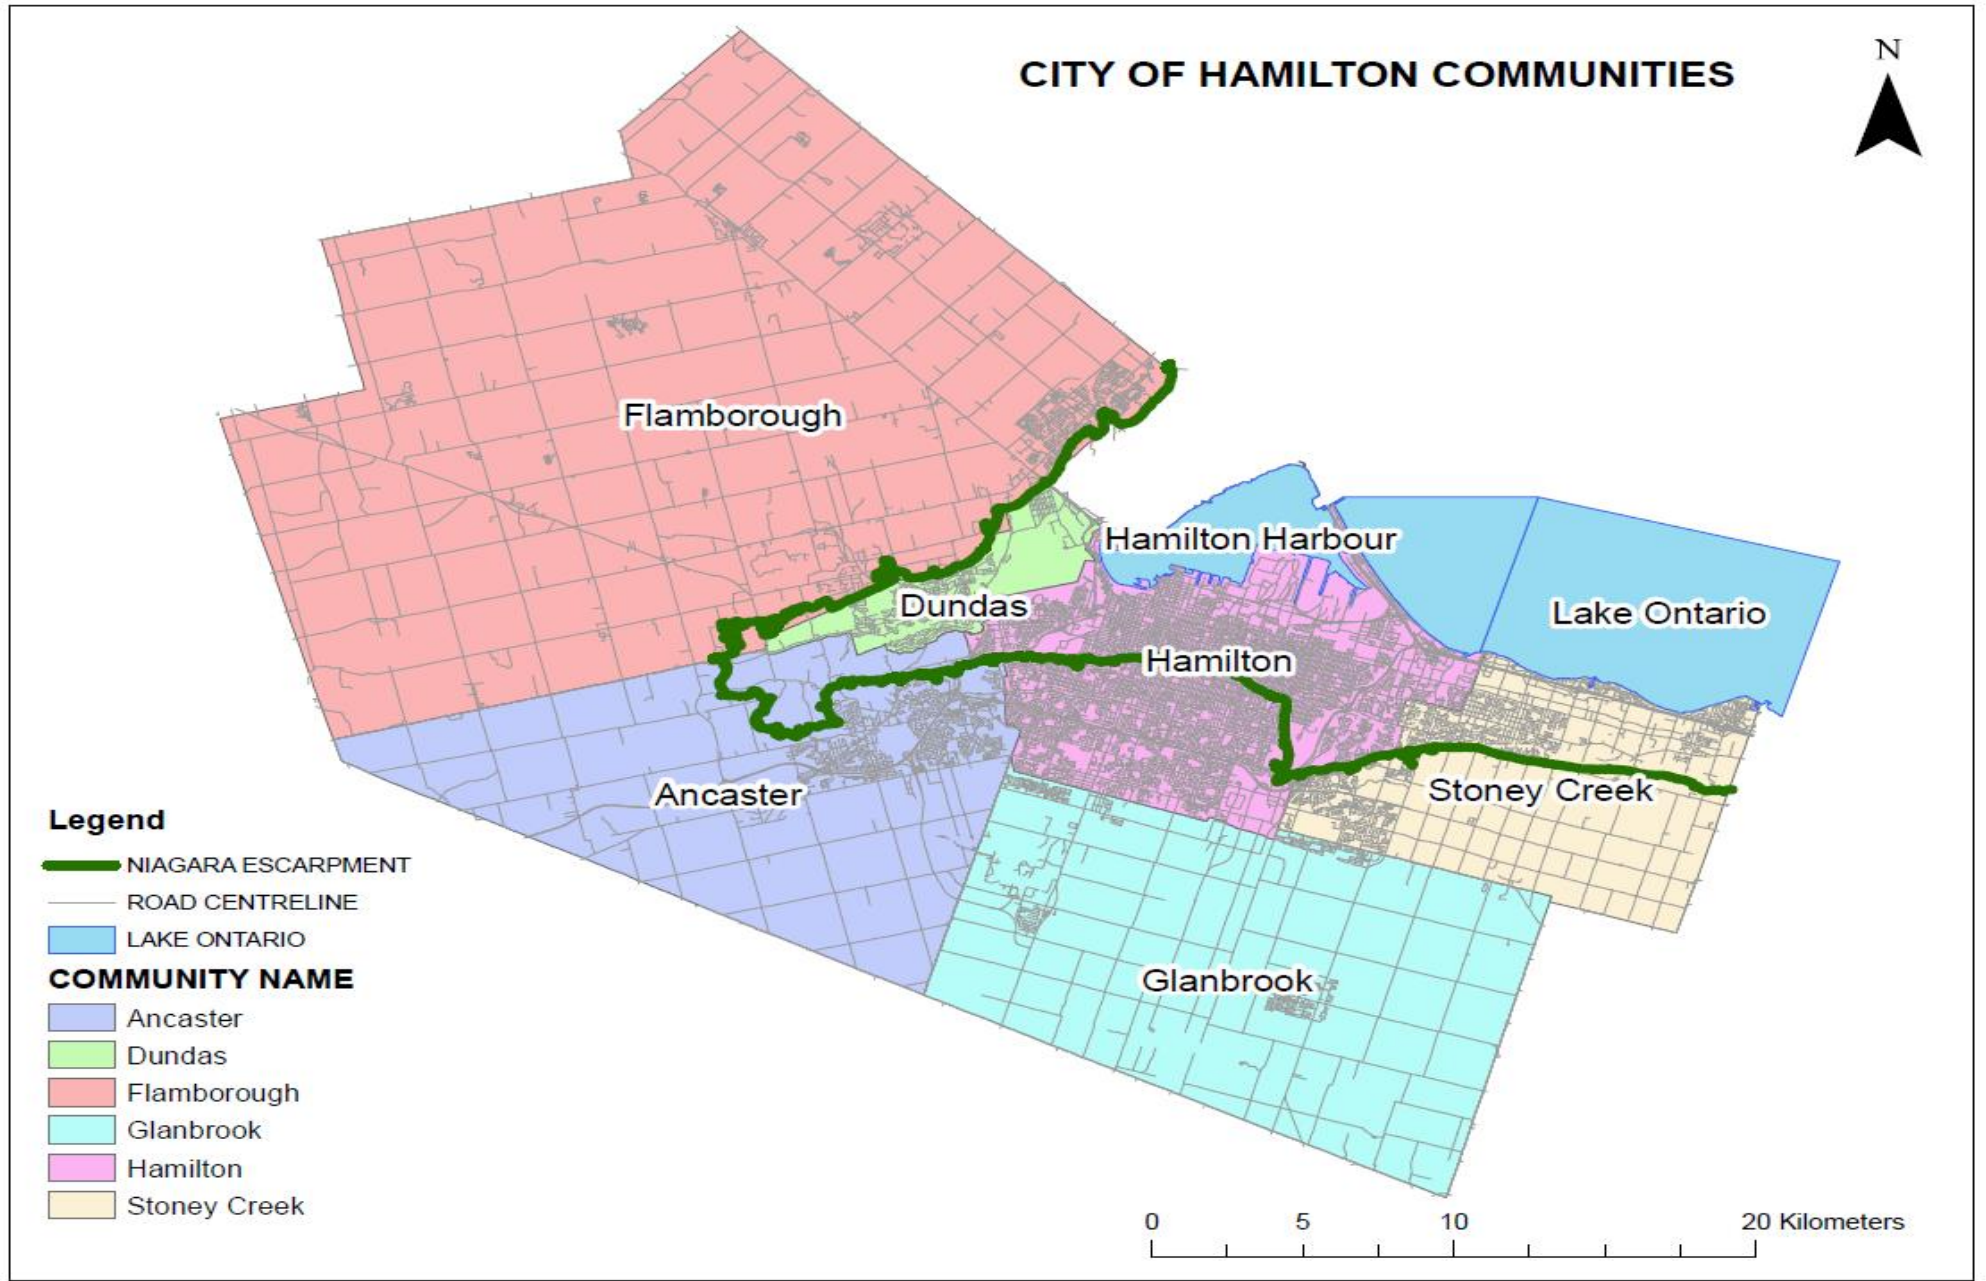 CITY OF HAMILTON COMMUNITIES
N
Flamborough
Hamilton Harbour
Dundas
Lake Ontario
Hamilton
Ancaster
Stoney Creek
Glanbrook
Legend
NIAGARA ESCARPMENT
ROAD CENTRELINE
LAKE ONTARIO
COMMUNITY NAME
Ancaster
Dundas
Flamborough
Glanbrook
Hamilton
Stoney Creek
0 5 10 20 Kilometers